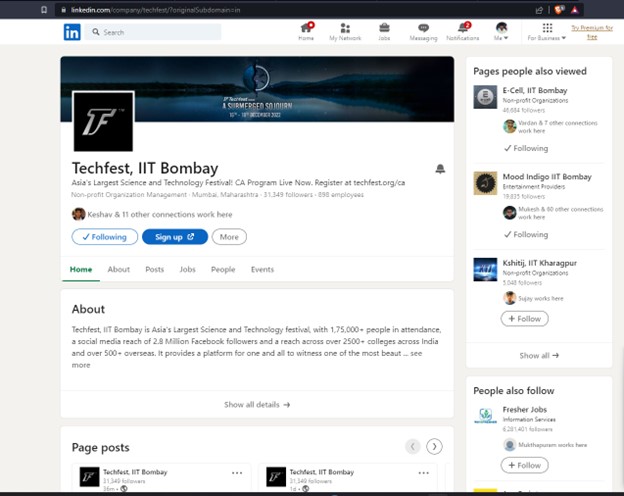 linkedin.com/company/techfest/?originalSubdomain=in
in
Search
Home
My Network
Jobs
Messaging
2
Notifications
Me
For Business
Try Premium for
free
Techfest
A SUBMERGED SOJOURN
16TH - 18TH DECEMBER 2022
TF
Techfest, IIT Bombay
Asia's Largest Science and Technology Festival! CA Program Live Now. Register at techfest.org/ca
Non-profit Organization Management · Mumbai, Maharashtra · 31,349 followers · 898 employees
Keshav & 11 other connections work here
Following
Sign up
More
Home
About
Posts
Jobs
People
Events
About
Techfest, IIT Bombay is Asia's Largest Science and Technology festival, with 1,75,000+ people in attendance,
a social media reach of 2.8 Million Facebook followers and a reach across over 2500+ colleges across India
and over 500+ overseas. It provides a platform for one and all to witness one of the most beaut ... see
more
Show all details
Page posts
Techfest, IIT Bombay
31,349 followers
36m
Techfest, IIT Bombay
31,349 followers
1d
Pages people also viewed
E-Cell, IIT Bombay
Non-profit Organizations
46,684 followers
Vardan & 7 other connections
work here
Following
Mood Indigo IIT Bombay
Entertainment Providers
19,835 followers
Mukesh & 60 other connections
work here
Following
Kshitij, IIT Kharagpur
Non-profit Organizations
5,048 followers
Sujay works here
+ Follow
Show all
People also follow
Fresher Jobs
Information Services
6,281,401 followers
Mukthapuram works here
+ Follow